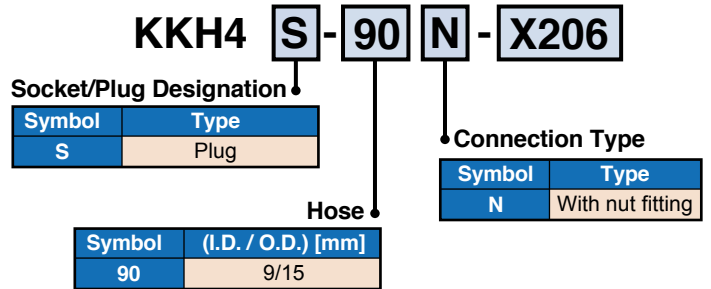 KKH4 S - 90 N - X206
Socket/Plug Designation
Symbol Type
S Plug
Connection Type
Symbol Type
N With nut fitting
Hose
Symbol (I.D. / O.D.) [mm]
90 9/15